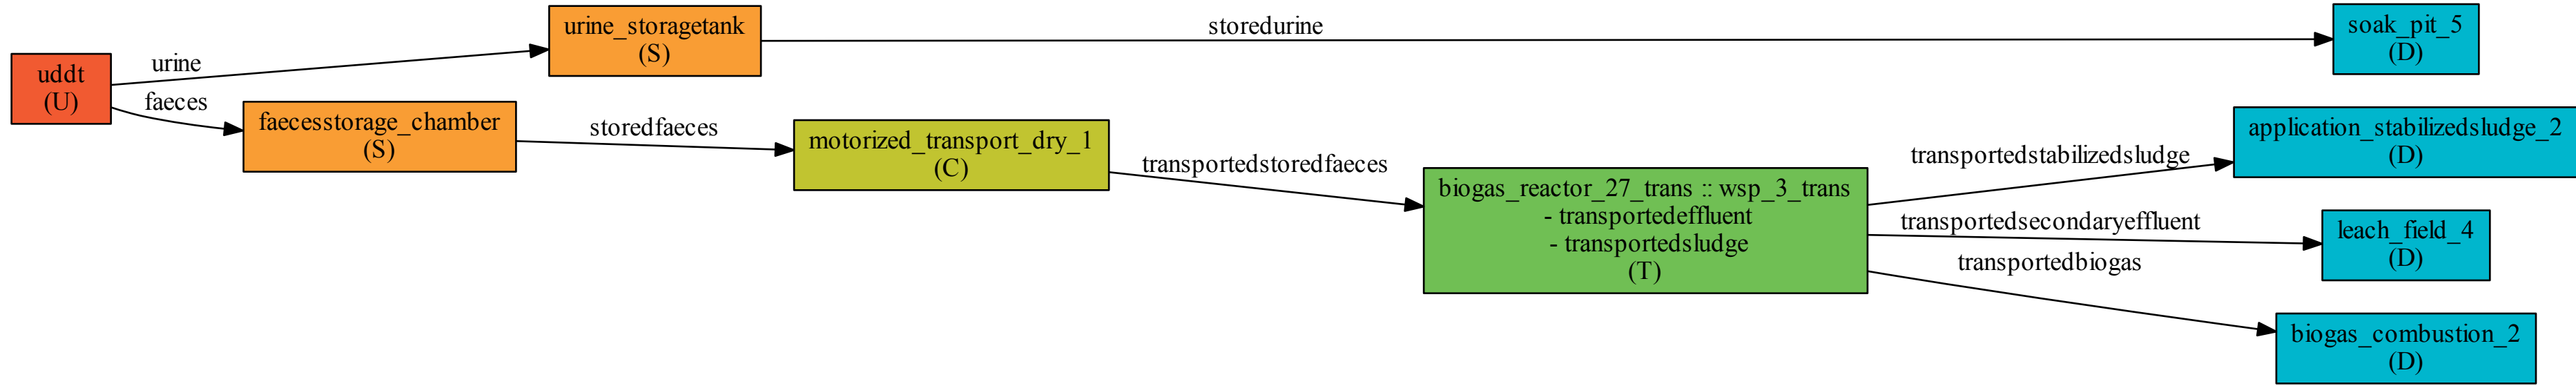 uddt
(U)
urine
faeces
urine_storagetank
(S)
faecesstorage_chamber
(S)
storedurine
storedfaeces
motorized_transport_dry_1
(C)
transportedstoredfaeces
biogas_reactor_27_trans :: wsp_3_trans
- transportedeffluent
- transportedsludge
(T)
transportedstabilizedsludge
transportedsecondaryeffluent
transportedbiogas
soak_pit_5
(D)
application_stabilizedsludge_2
(D)
leach_field_4
(D)
biogas_combustion_2
(D)